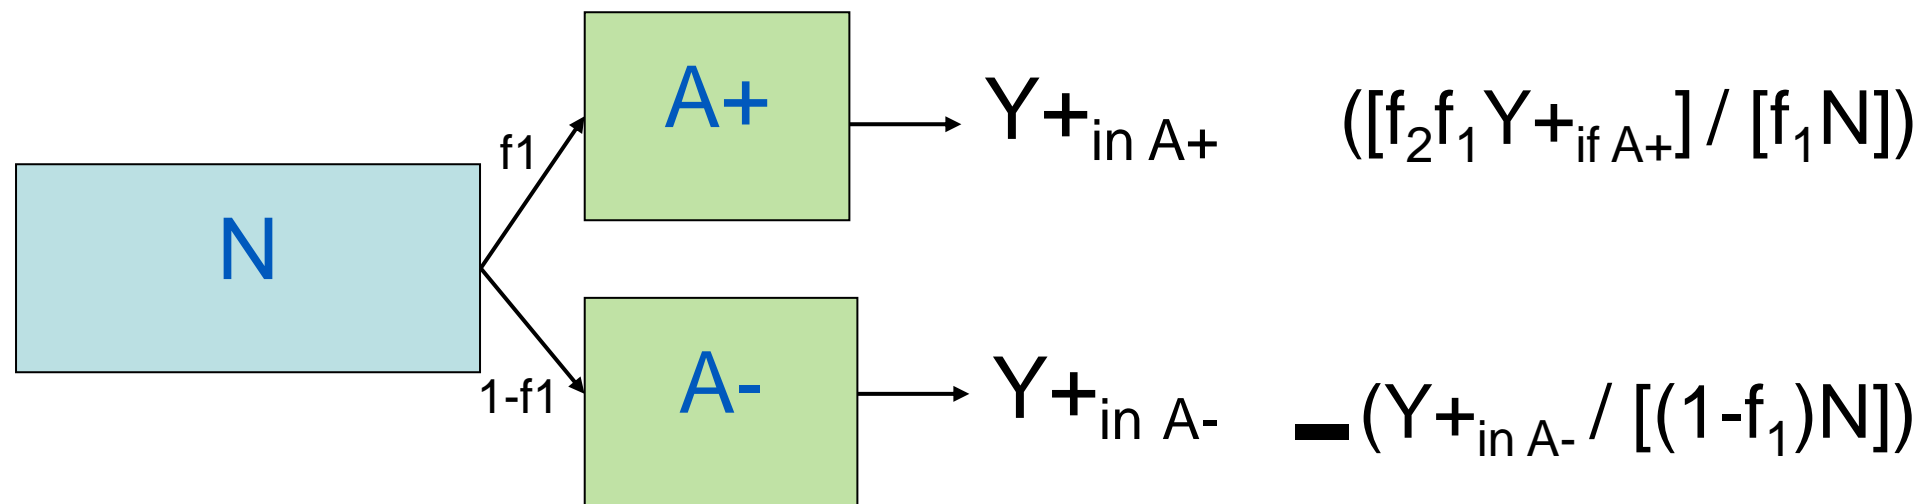 A+
Y+in A+ ([f2f1Y+if A+] / [f1N])
f1
N
A-
1-f1
Y+in A- –(Y+in A- / [(1-f1)N])